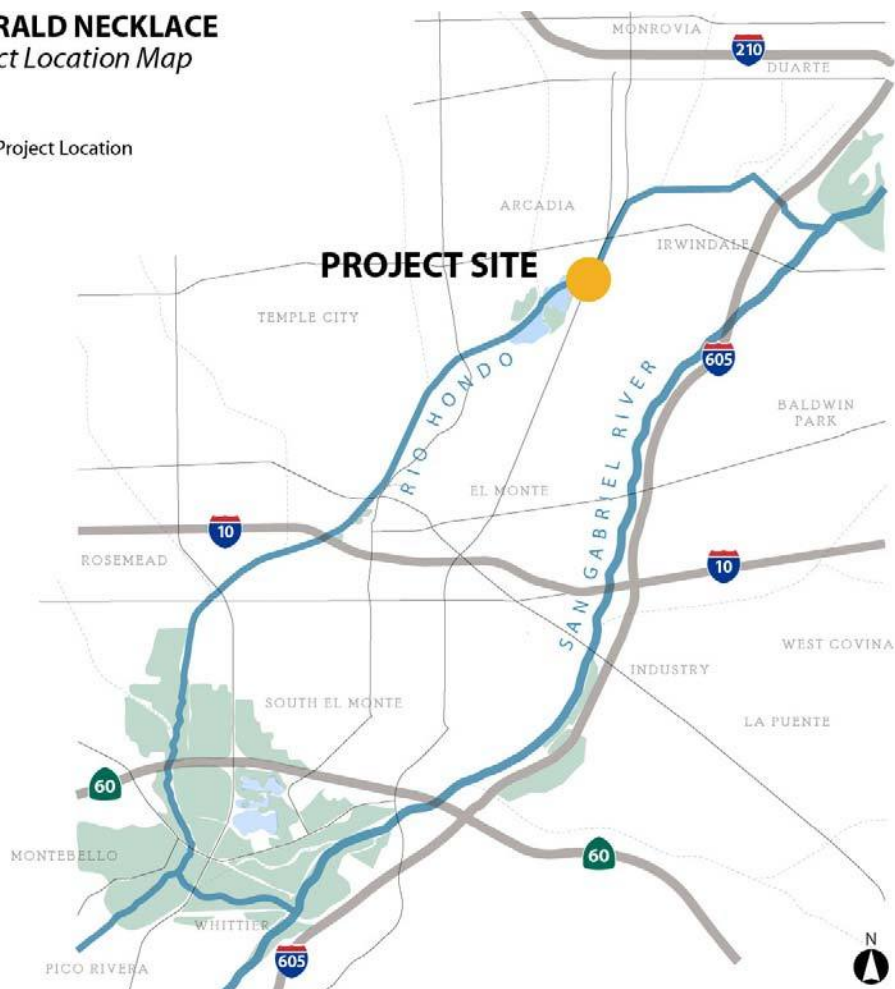 RALD NECKLACE
ct Location Map
Project Location
MONROVIA
210
DUARTE
ARCADIA
IRWINDALE
PROJECT SITE
TEMPLE CITY
RIO HONDO
605
SAN GABRIEL RIVER
BALDWIN
PARK
EL MONTE
10
ROSEMEAD
10
WEST COVINA
INDUSTRY
SOUTH EL MONTE
LA PUENTE
60
MONTEBELLO
60
WHITTIER
N
605
PICO RIVERA